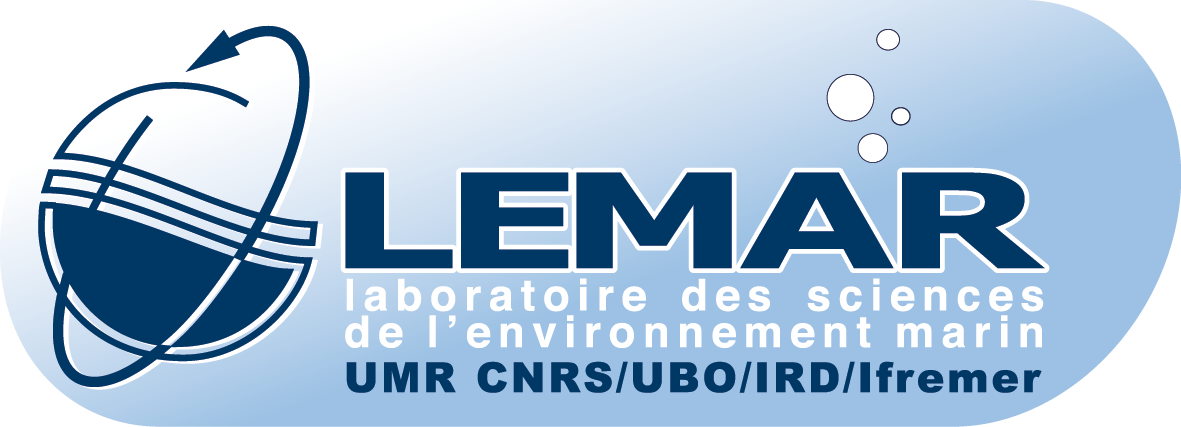 LEMAR
laboratoire des sciences
de l'environnement marin
UMR CNRS/UBO/IRD/Ifremer